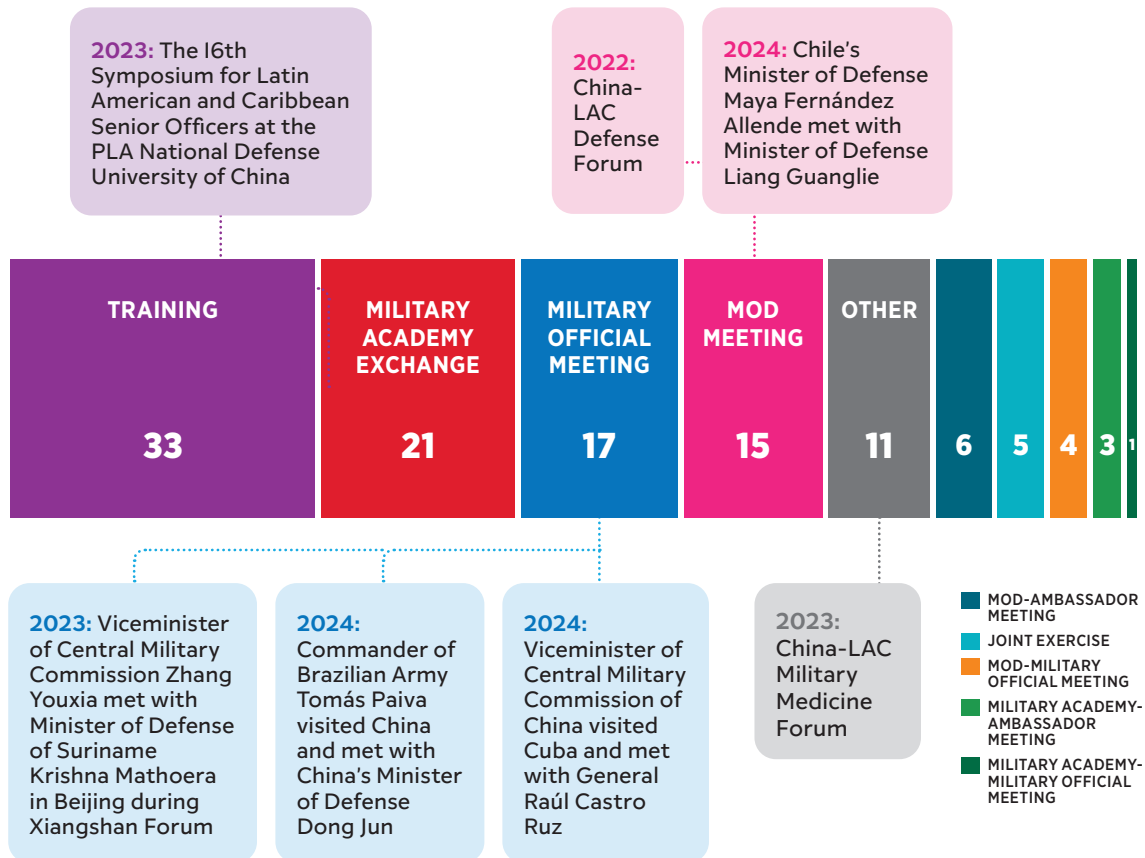 2023: The I6th
Symposium for Latin
American and Caribbean
Senior Officers at the
PLA National Defense
University of China
2022:
China-
LAC
Defense
Forum
2024: Chile's
Minister of Defense
Maya Fernández
Allende met with
Minister of Defense
Liang Guanglie
TRAINING
33
MILITARY
ACADEMY
EXCHANGE
21
MILITARY
OFFICIAL
MEETING
17
MOD
MEETING
15
OTHER
11
6
5
4
3
1
2023: Viceminister
of Central Military
Commission Zhang
Youxia met with
Minister of Defense
of Suriname
Krishna Mathoera
in Beijing during
Xiangshan Forum
2024:
Commander of
Brazilian Army
Tomás Paiva
visited China
and met with
China's Minister
of Defense
Dong Jun
2024:
Viceminister of
Central Military
Commission of
China visited
Cuba and met
with General
Raúl Castro
Ruz
2023:
China-LAC
Military
Medicine
Forum
MOD-AMBASSADOR
MEETING
JOINT EXERCISE
MOD-MILITARY
OFFICIAL MEETING
MILITARY ACADEMY-
AMBASSADOR
MEETING
MILITARY ACADEMY-
MILITARY OFFICIAL
MEETING